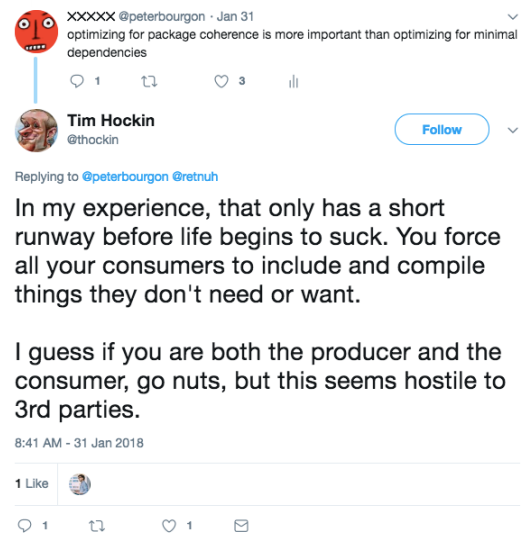 XXXXX @peterbourgon · Jan 31
optimizing for package coherence is more important than optimizing for minimal
dependencies
1 3
Tim Hockin
@thockin
Follow
Replying to @peterbourgon @retnuh
In my experience, that only has a short
runway before life begins to suck. You force
all your consumers to include and compile
things they don't need or want.
I guess if you are both the producer and the
consumer, go nuts, but this seems hostile to
3rd parties.
8:41 AM - 31 Jan 2018
1 Like
1 1